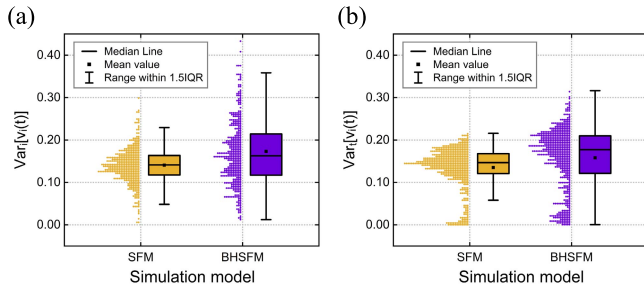 (a)
Var_i[v_i(t)]
0.40
0.30
0.20
0.10
0.00
Median Line
Mean value
Range within 1.5IQR
SFM
BHSFM
Simulation model
(b)
Var_t[v_i(t)]
0.40
0.30
0.20
0.10
0.00
Median Line
Mean value
Range within 1.5IQR
SFM
BHSFM
Simulation model